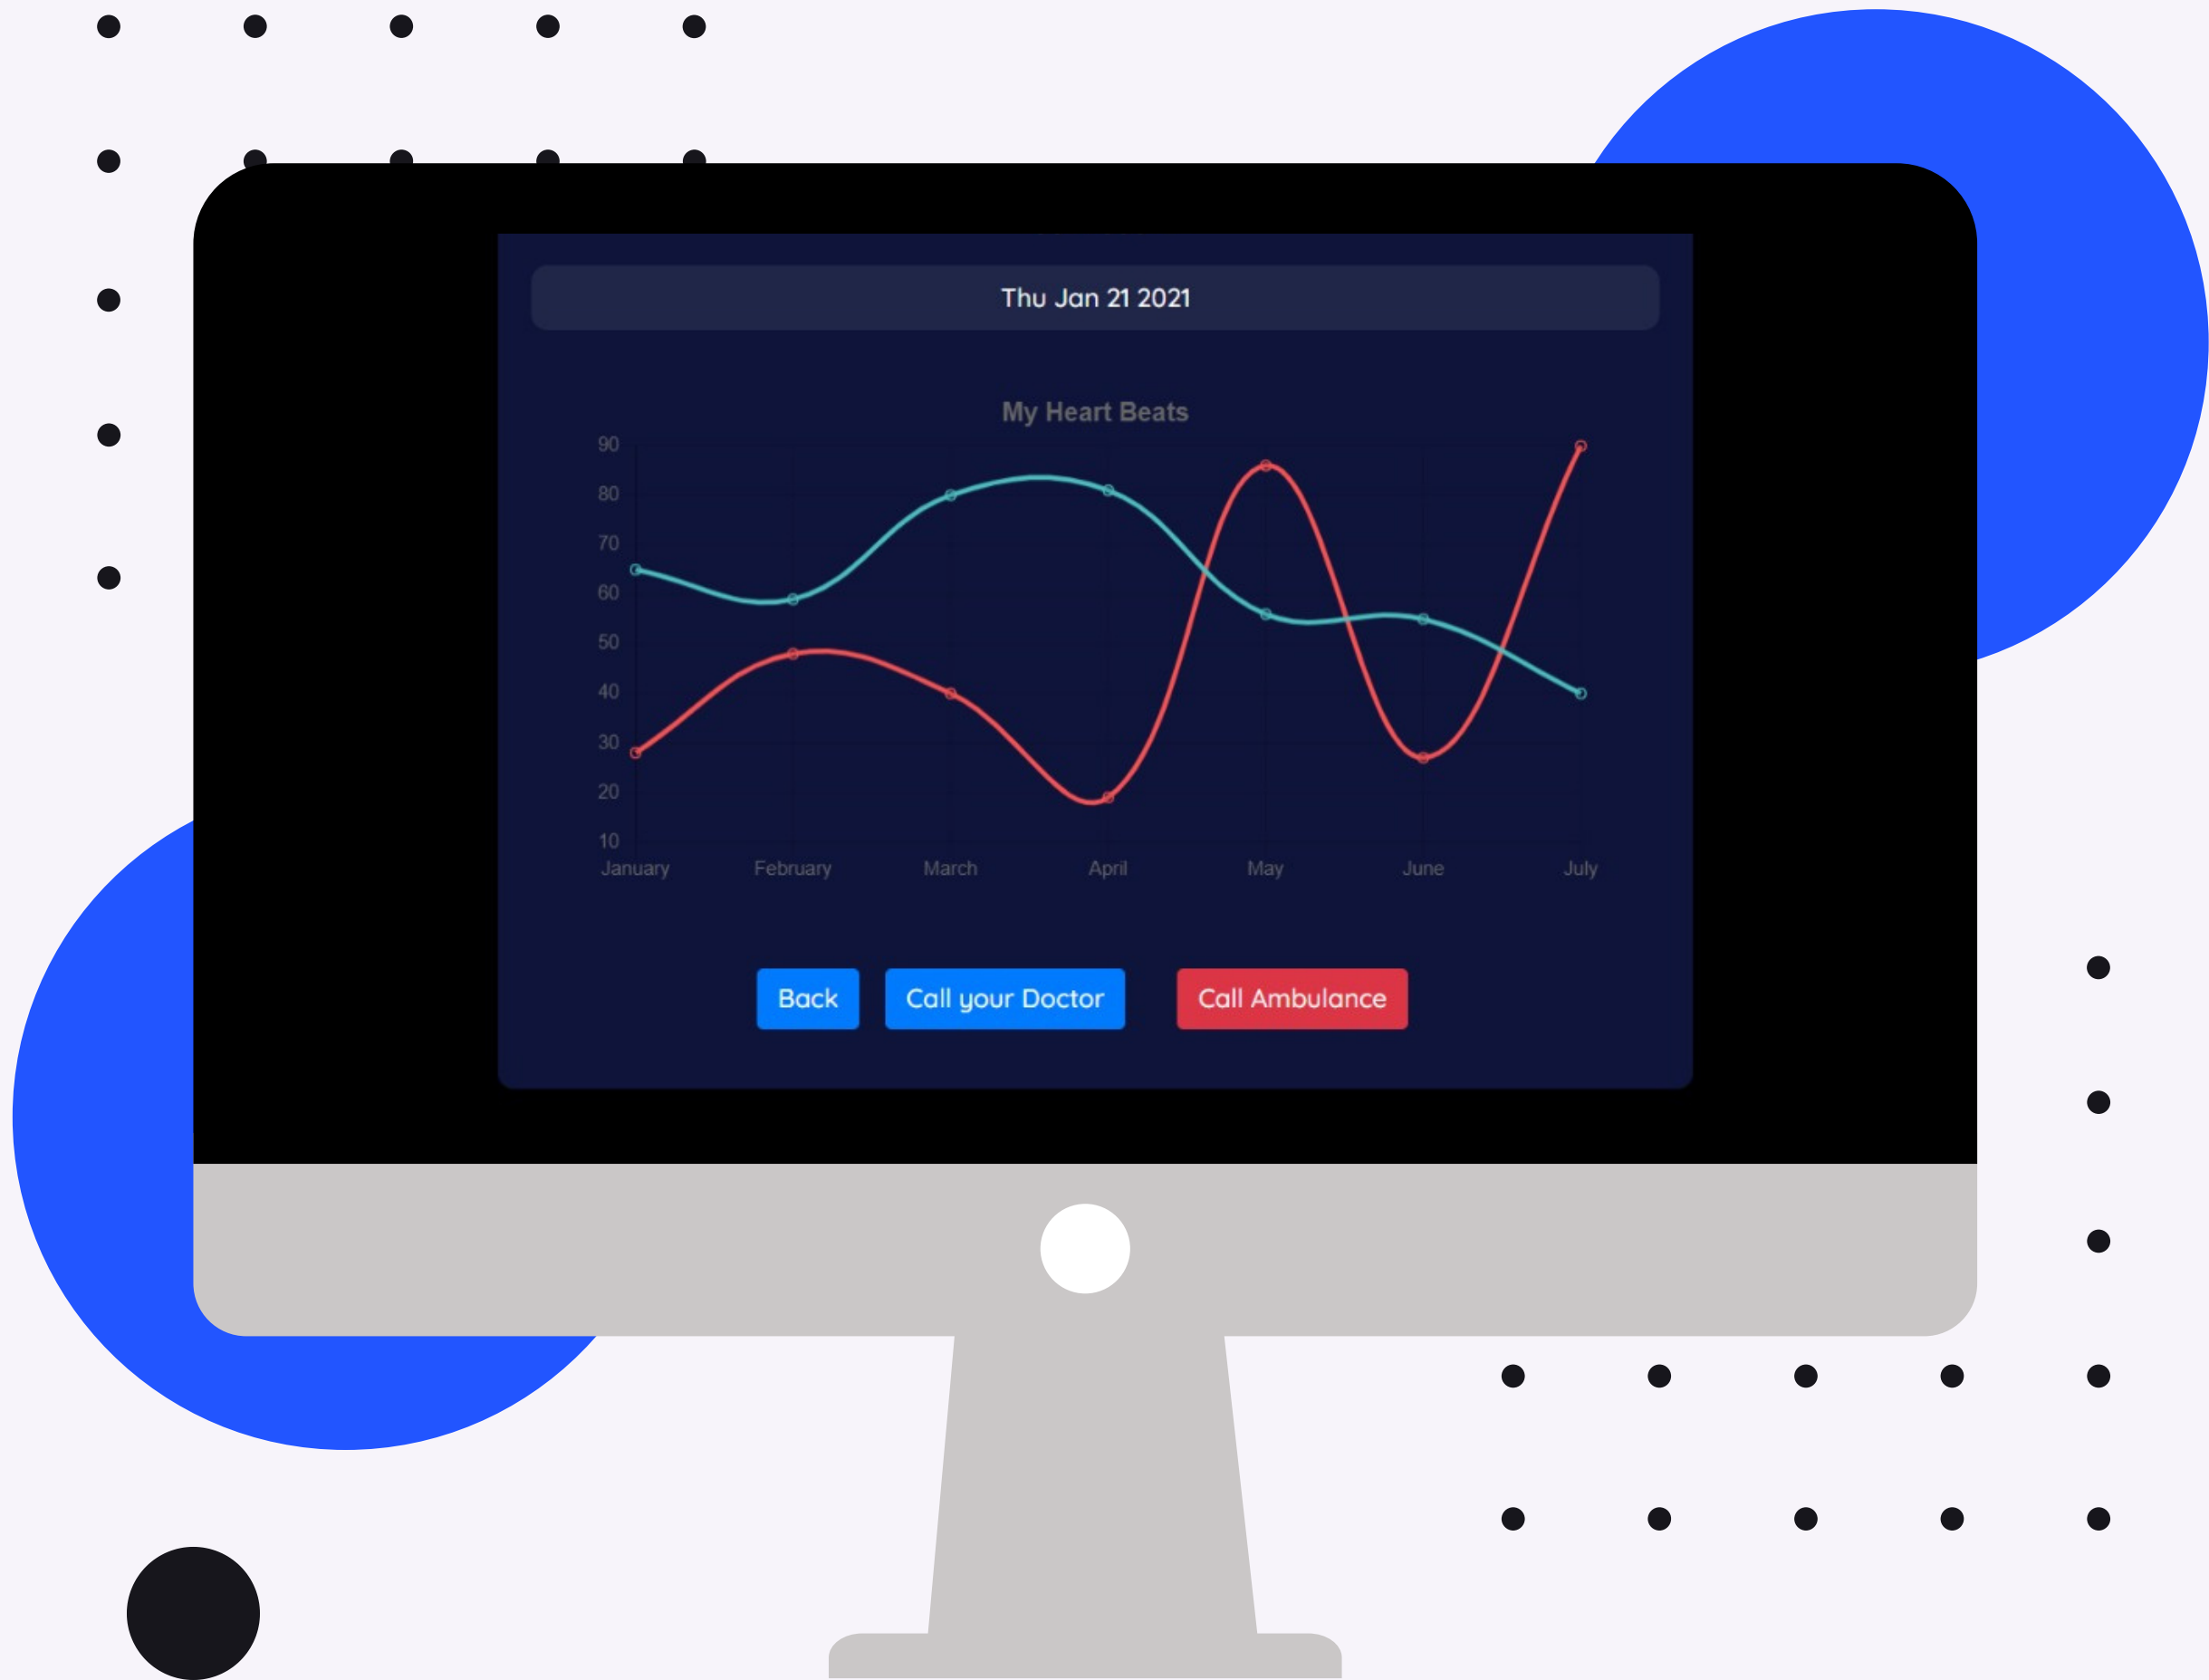 Thu Jan 21 2021
My Heart Beats
90
80
70
60
50
40
30
20
10
January February March April May June July
Back Call your Doctor Call Ambulance